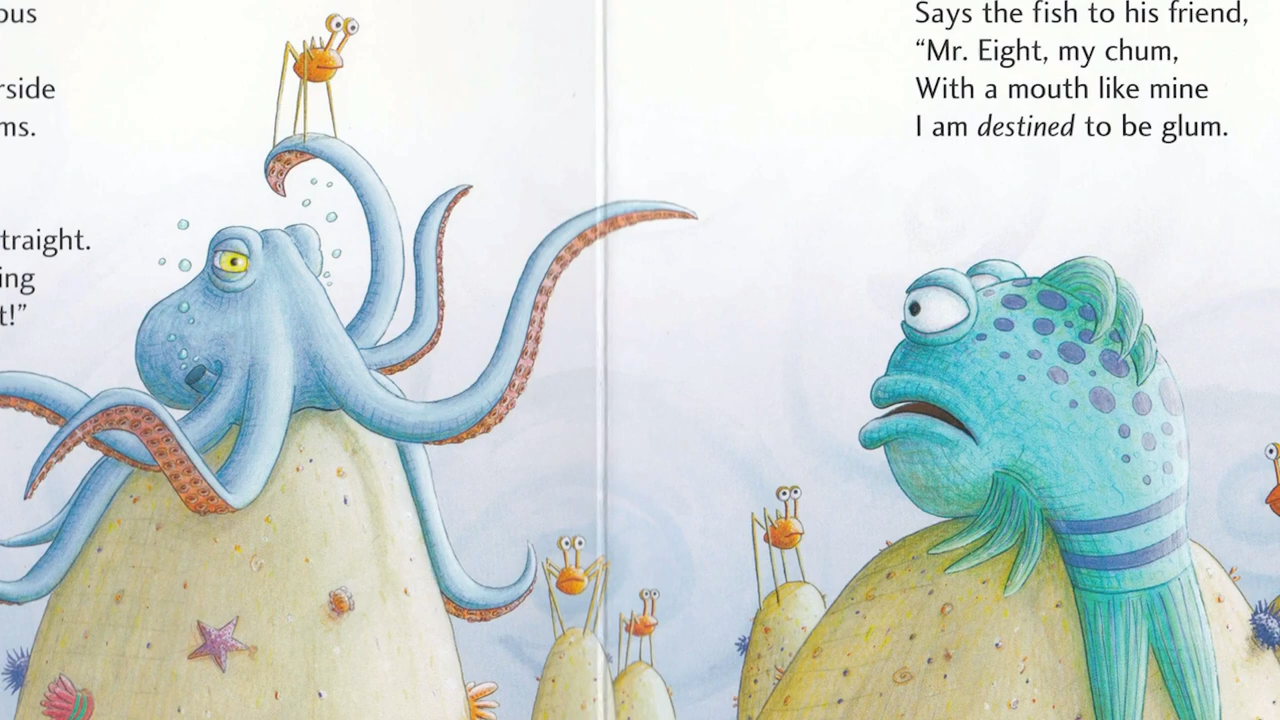 ous
rside
ms.
traight.
ing
t!”
Says the fish to his friend,
“Mr. Eight, my chum,
With a mouth like mine
I am destined to be glum.